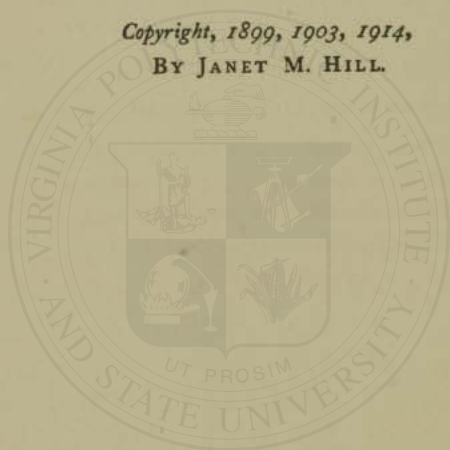 Copyright, 1899, 1903, 1914,
BY JANET M. HILL.
VIRGINIA POLYTECHNIC INSTITUTE
AND STATE UNIVERSITY
UT PROSIM